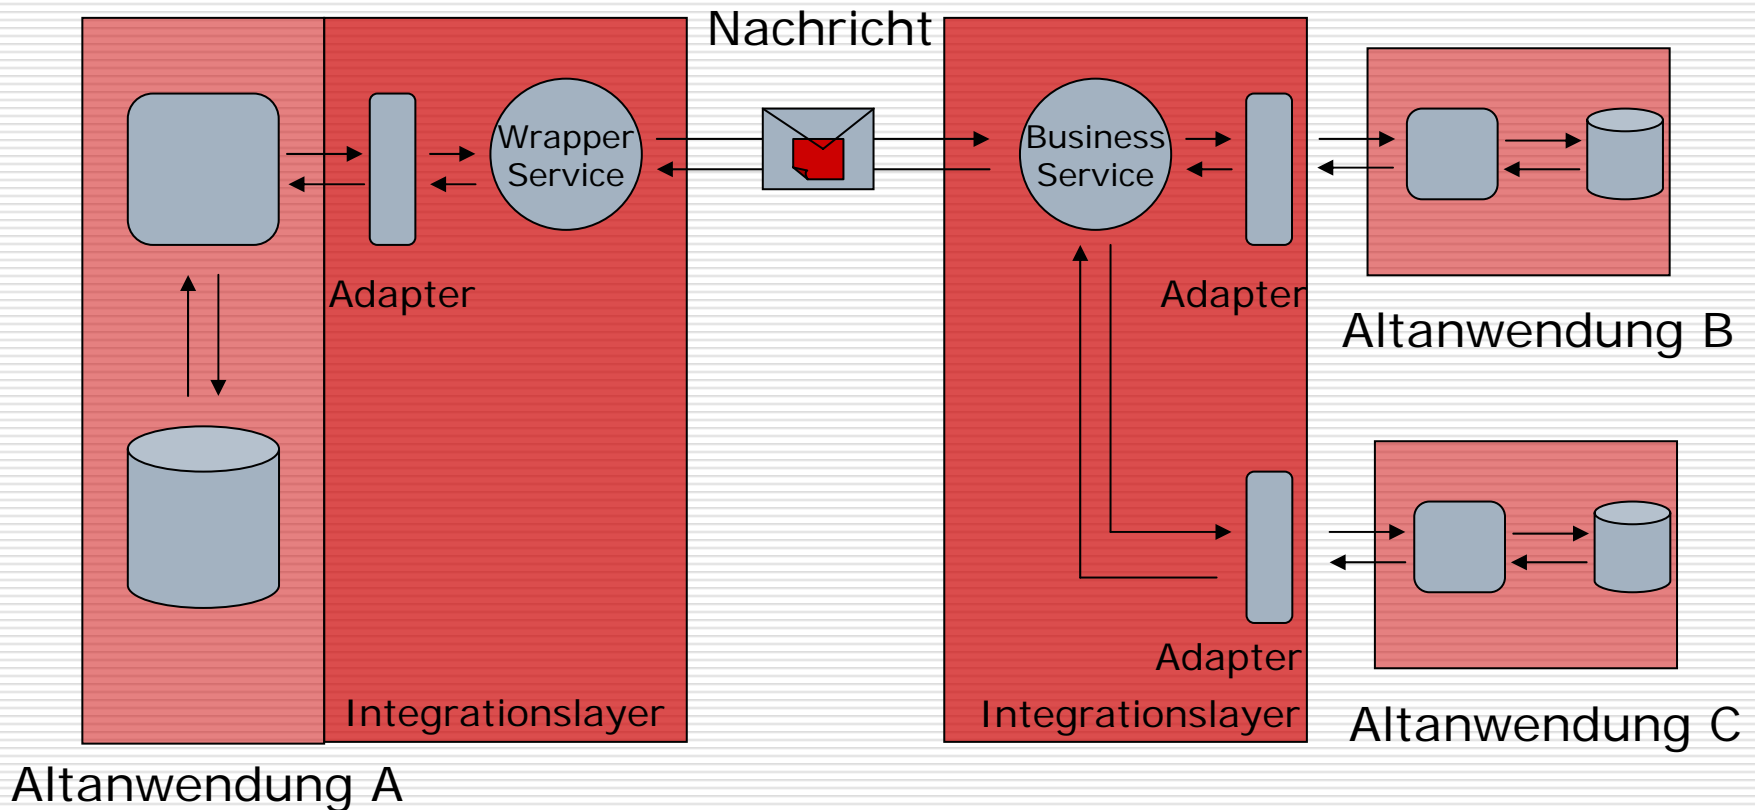 Nachricht
Wrapper
Service
Business
Service
Adapter
Adapter
Altanwendung B
Adapter
Integrationslayer
Integrationslayer
Altanwendung C
Altanwendung A